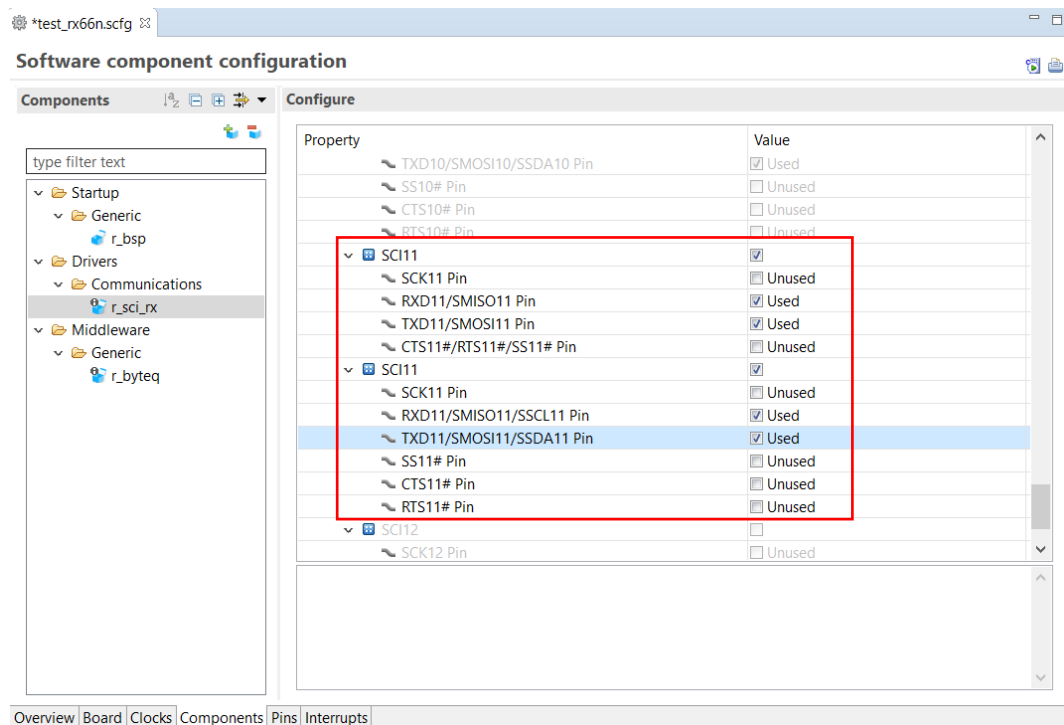 *test_rx66n.scfg
Software component configuration
Components
Configure
type filter text
Startup
Generic
r_bsp
Drivers
Communications
r_sci_rx
Middleware
Generic
r_byteq
Property Value
TXD10/SMOSI10/SSDA10 Pin Used
SS10# Pin Unused
CTS10# Pin Unused
RTS10# Pin Unused
SCI11
SCK11 Pin Unused
RXD11/SMISO11 Pin Used
TXD11/SMOSI11 Pin Used
CTS11#/RTS11#/SS11# Pin Unused
SCI11
SCK11 Pin Unused
RXD11/SMISO11/SSCL11 Pin Used
TXD11/SMOSI11/SSDA11 Pin Used
SS11# Pin Unused
CTS11# Pin Unused
RTS11# Pin Unused
SCI12
SCK12 Pin Unused
Overview Board Clocks Components Pins Interrupts